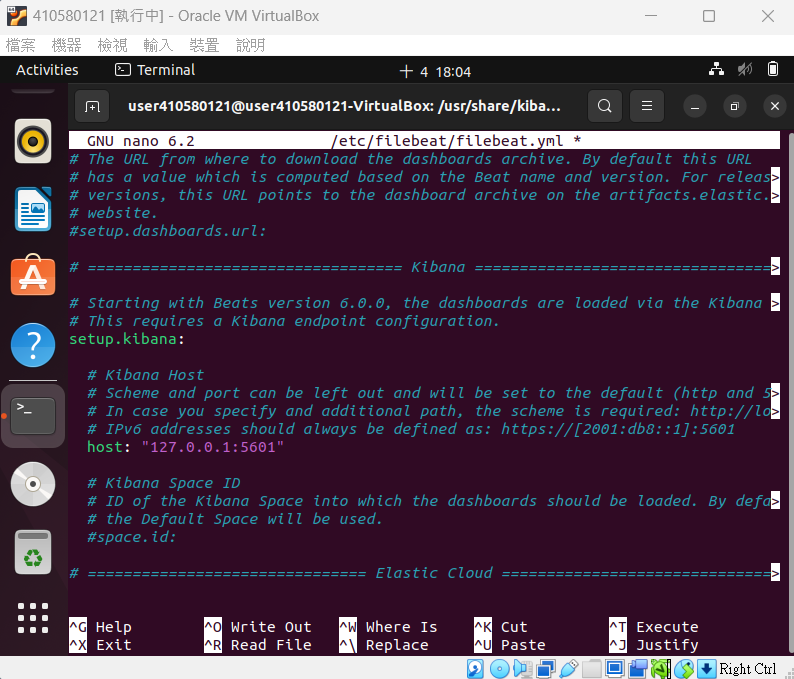 410580121 [執行中] - Oracle VM VirtualBox
檔案 機器 檢視 輸入 裝置 說明
Activities Terminal 十 4 18:04
user410580121@user410580121-VirtualBox: /usr/share/kiba...
GNU nano 6.2 /etc/filebeat/filebeat.yml *
# The URL from where to download the dashboards archive. By default this URL
# has a value which is computed based on the Beat name and version. For releas>
# versions, this URL points to the dashboard archive on the artifacts.elastic.>
# website.
#setup.dashboards.url:
# =================================== Kibana =================================>
# Starting with Beats version 6.0.0, the dashboards are loaded via the Kibana >
# This requires a Kibana endpoint configuration.
setup.kibana:
# Kibana Host
# Scheme and port can be left out and will be set to the default (http and 5>
# In case you specify and additional path, the scheme is required: http://lo>
# IPv6 addresses should always be defined as: https://[2001:db8::1]:5601
host: "127.0.0.1:5601"
# Kibana Space ID
# ID of the Kibana Space into which the dashboards should be loaded. By defa>
# the Default Space will be used.
#space.id:
# =============================== Elastic Cloud ==============================>
^G Help ^O Write Out ^W Where Is ^K Cut ^T Execute
^X Exit ^R Read File ^\ Replace ^U Paste ^J Justify
Right Ctrl